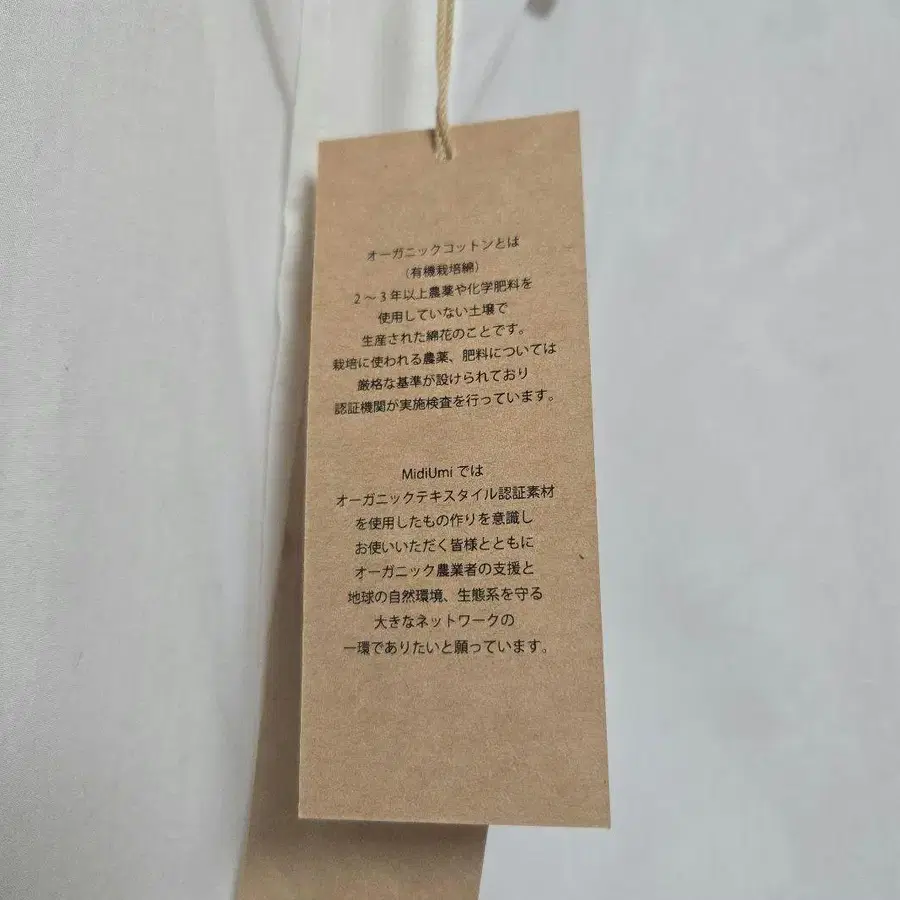 オーガニックコットンとは
(有機栽培綿)
2～3年以上農薬や化学肥料を
使用していない土壌で
生産された綿花のことです。
栽培に使われる農薬、肥料については
厳格な基準が設けられており
認証機関が実施検査を行っています。
MidiUmiでは
オーガニックテキスタイル認証素材
を使用したもの作りを意識し
お使いいただく皆様とともに
オーガニック農業者の支援と
地球の自然環境、生態系を守る
大きなネットワークの
一環でありたいと願っています。